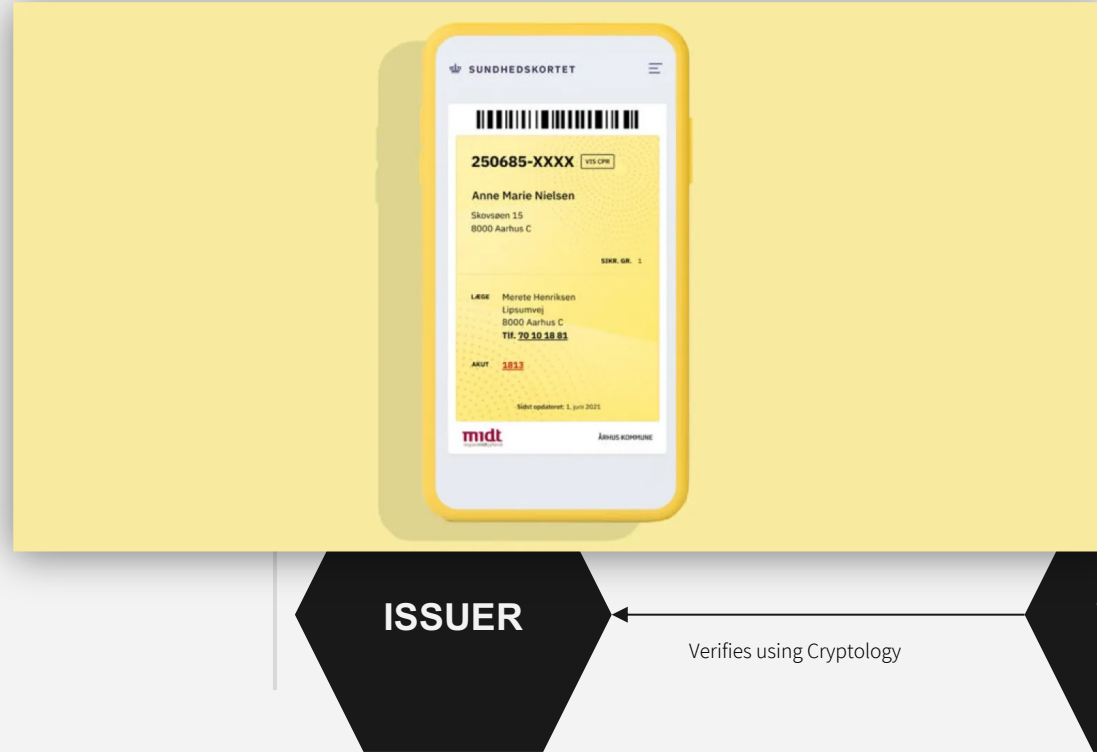 SUNDHEDSKORTET
250685-XXXX VIS CPR
Anne Marie Nielsen
Skovsøen 15
8000 Aarhus C
SIKR. GR. 1
LÆGE Merete Henriksen
Lipsumvej
8000 Aarhus C
Tlf. 70 10 18 81
AKUT 1813
Sidst opdateret: 1. juni 2021
midt
ÅRHUS KOMMUNE
ISSUER
Verifies using Cryptology